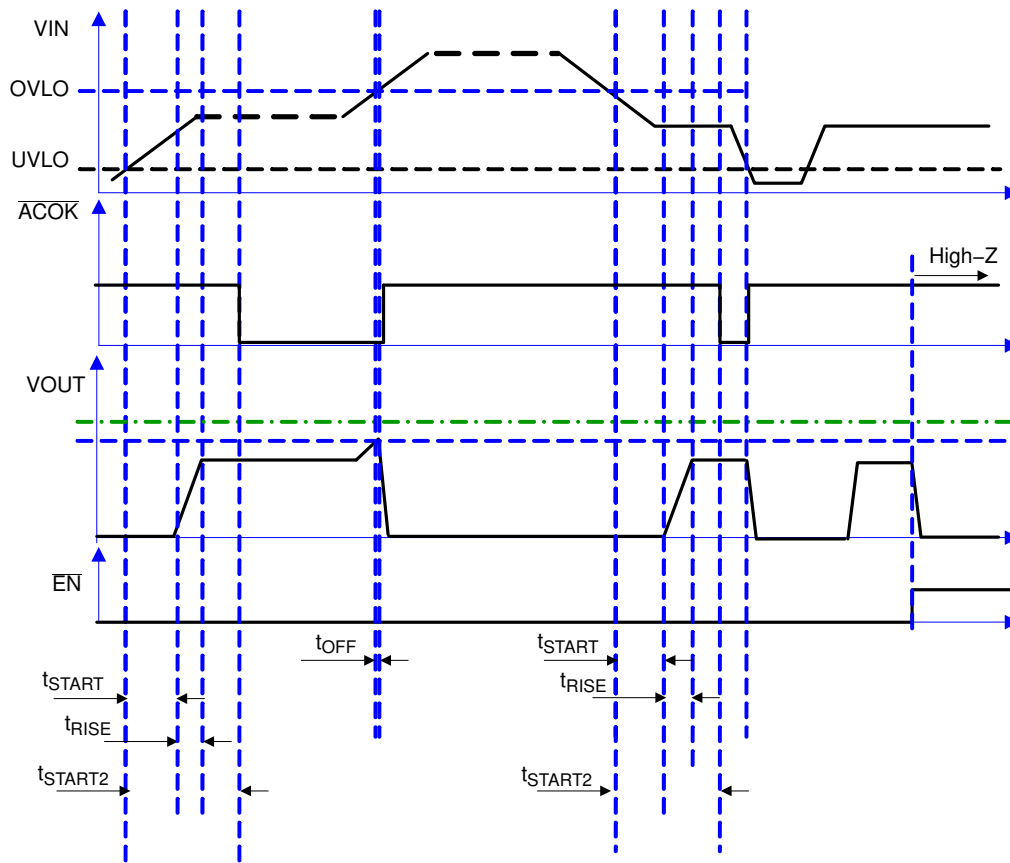 VIN
OVLO
UVLO
ACOK
High–Z
VOUT
EN
tOFF
tSTART
tSTART
tRISE
tRISE
tSTART2
tSTART2